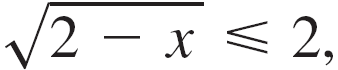 √(2 − x) ⩽ 2,